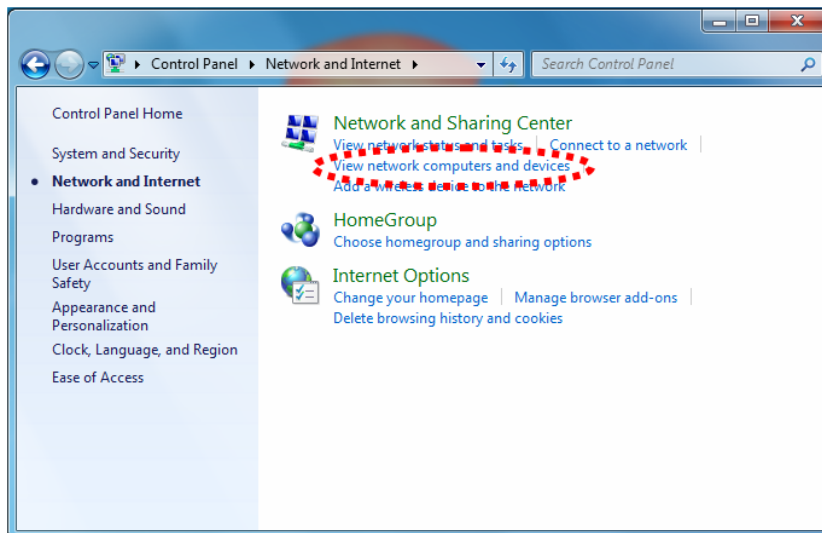 Control Panel Network and Internet Search Control Panel
Control Panel Home
System and Security
Network and Internet
Hardware and Sound
Programs
User Accounts and Family
Safety
Appearance and
Personalization
Clock, Language, and Region
Ease of Access
Network and Sharing Center
View network status and tasks Connect to a network
View network computers and devices
Add a wireless device to the network
HomeGroup
Choose homegroup and sharing options
Internet Options
Change your homepage Manage browser add-ons
Delete browsing history and cookies